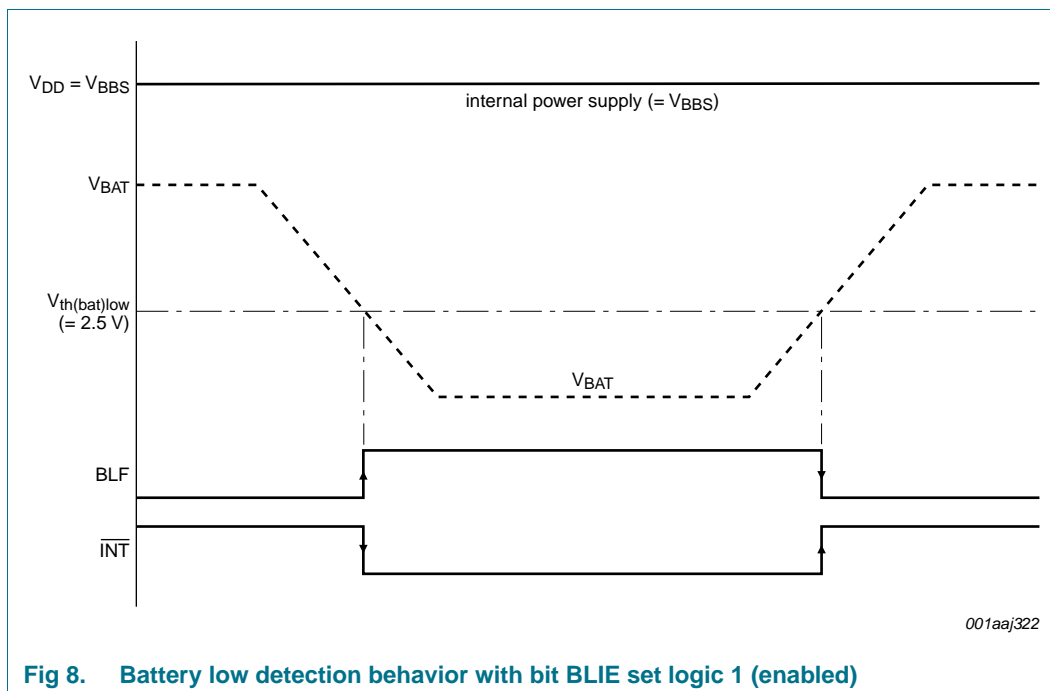 VDD = VBBS
internal power supply (= VBBS)
VBAT
Vth(bat)low
(= 2.5 V)
VBAT
BLF
INT
001aaj322
Fig 8. Battery low detection behavior with bit BLIE set logic 1 (enabled)